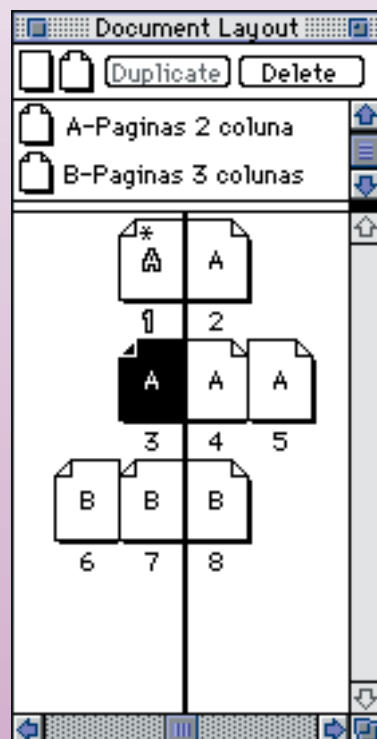 Document Layout
Duplicate Delete
A-Paginas 2 coluna
B-Paginas 3 colunas
* A A
1 2
A A A
3 4 5
B B B
6 7 8